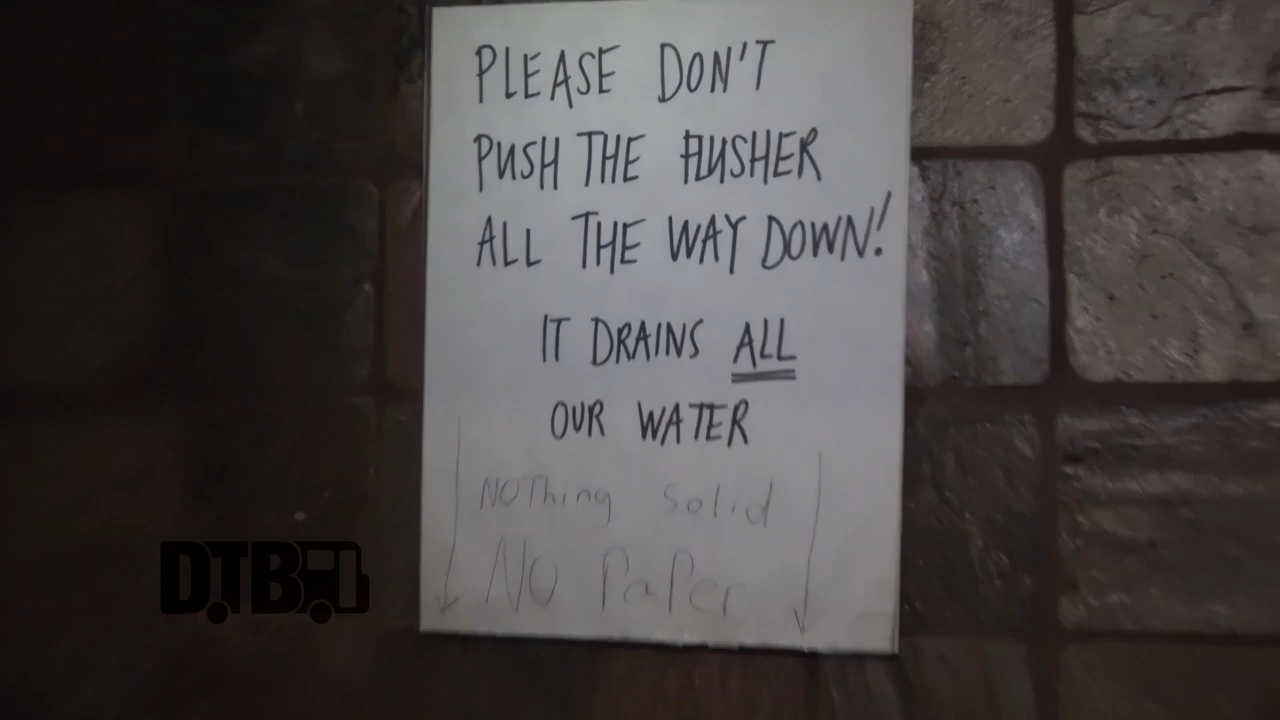 PLEASE DON'T
PUSH THE FLUSHER
ALL THE WAY DOWN!
IT DRAINS ALL
OUR WATER
NOThing Solid
NO PaPer
DTB